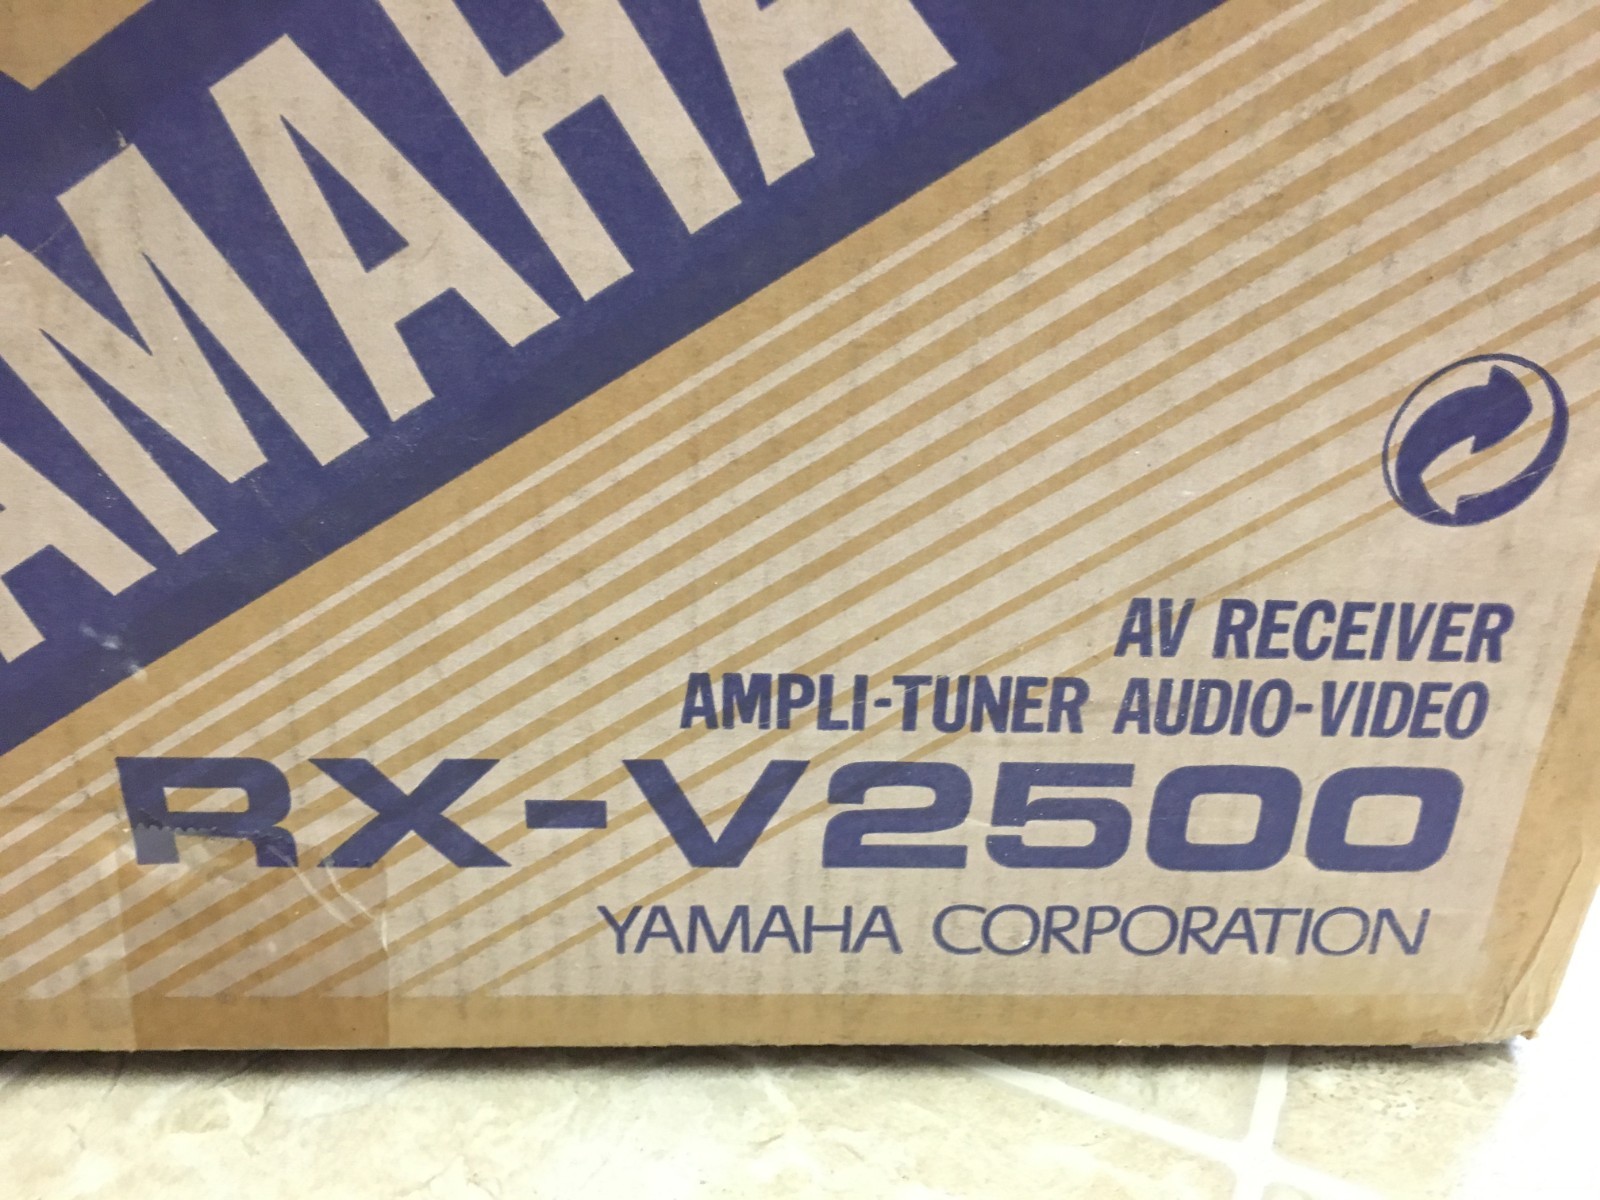 YAMAHA
AV RECEIVER
AMPLI-TUNER AUDIO-VIDEO
RX-V2500
YAMAHA CORPORATION